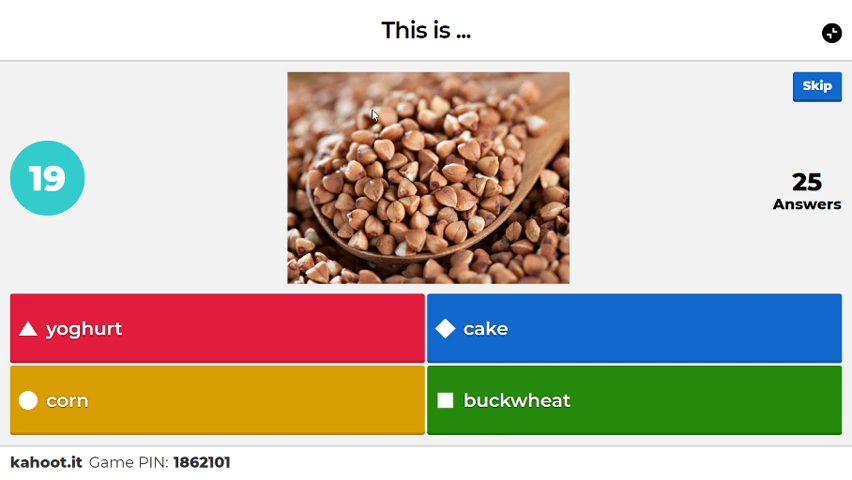 This is ...
Skip
19
25
Answers
yoghurt
cake
corn
buckwheat
kahoot.it Game PIN: 1862101